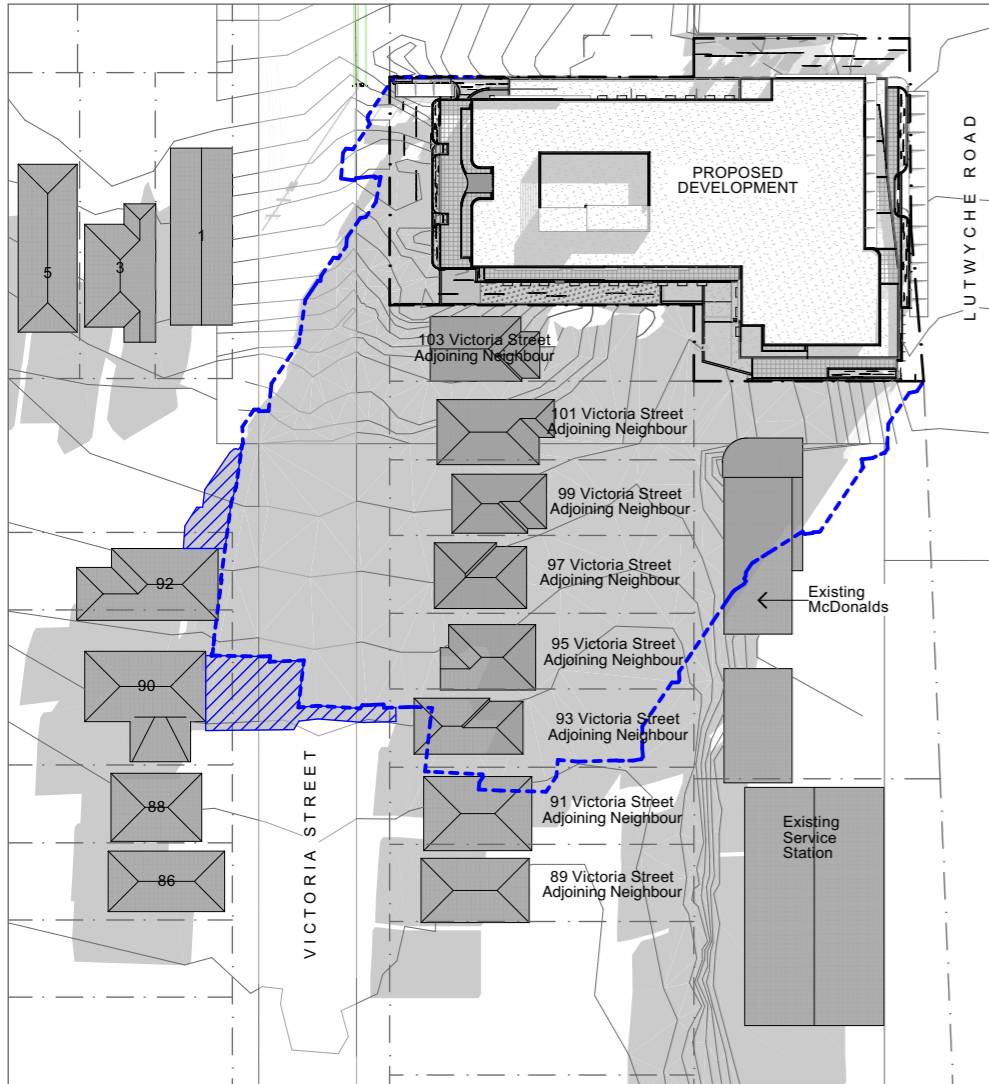 PROPOSED
DEVELOPMENT
LUTWYCHE ROAD
5
3
1
103 Victoria Street
Adjoining Neighbour
101 Victoria Street
Adjoining Neighbour
99 Victoria Street
Adjoining Neighbour
97 Victoria Street
Adjoining Neighbour
92
Existing
McDonalds
95 Victoria Street
Adjoining Neighbour
90
93 Victoria Street
Adjoining Neighbour
VICTORIA STREET
88
91 Victoria Street
Adjoining Neighbour
Existing
Service
Station
86
89 Victoria Street
Adjoining Neighbour